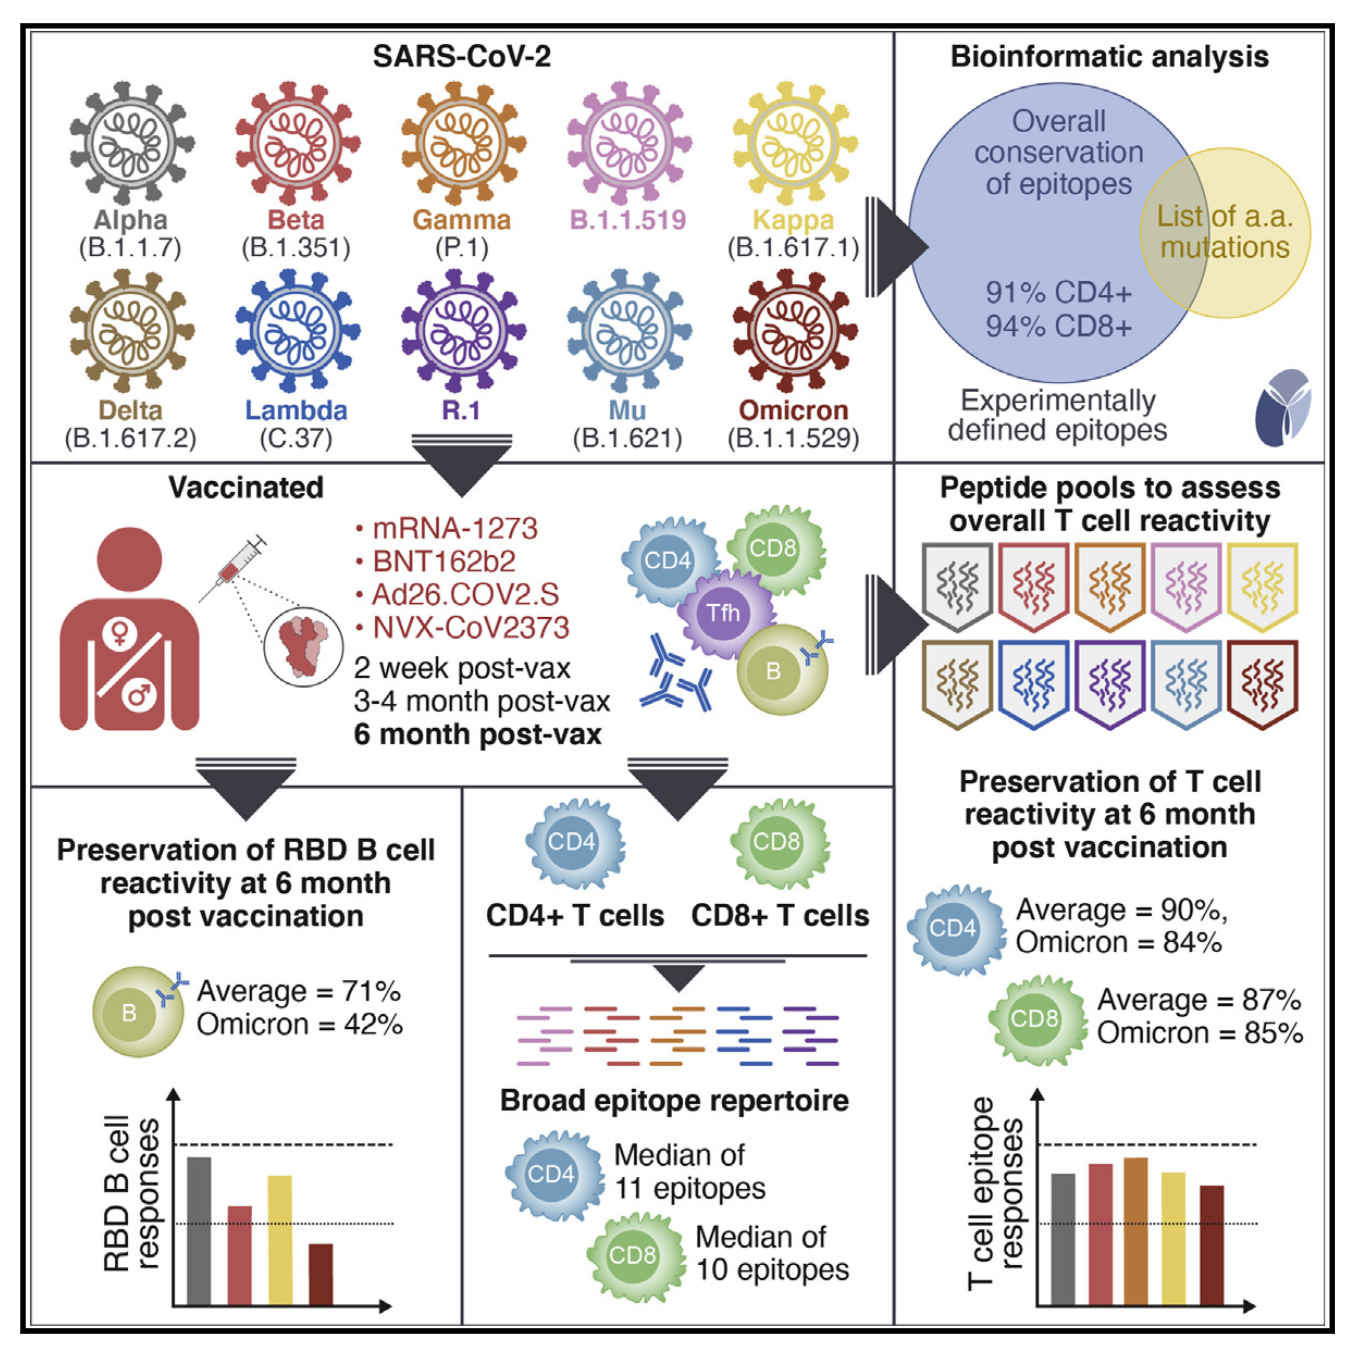 SARS-CoV-2
Alpha
(B.1.1.7)
Beta
(B.1.351)
Gamma
(P.1)
B.1.1.519
Kappa
(B.1.617.1)
Delta
(B.1.617.2)
Lambda
(C.37)
R.1
Mu
(B.1.621)
Omicron
(B.1.1.529)
Bioinformatic analysis
Overall
conservation
of epitopes
List of a.a.
mutations
91% CD4+
94% CD8+
Experimentally
defined epitopes
Vaccinated
• mRNA-1273
• BNT162b2
• Ad26.COV2.S
• NVX-CoV2373
2 week post-vax
3-4 month post-vax
6 month post-vax
CD4
CD8
Tfh
B
Peptide pools to assess
overall T cell reactivity
Preservation of T cell
reactivity at 6 month
post vaccination
CD4
Average = 90%,
Omicron = 84%
CD8
Average = 87%
Omicron = 85%
T cell epitope
responses
Preservation of RBD B cell
reactivity at 6 month
post vaccination
B
Average = 71%
Omicron = 42%
RBD B cell
responses
CD4
CD8
CD4+ T cells
CD8+ T cells
Broad epitope repertoire
CD4
Median of
11 epitopes
CD8
Median of
10 epitopes